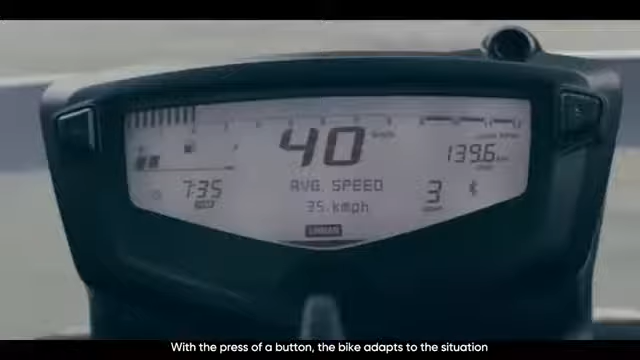 40
139.6
7:35
AVG. SPEED
35 kmph
3
URBAN
With the press of a button, the bike adapts to the situation